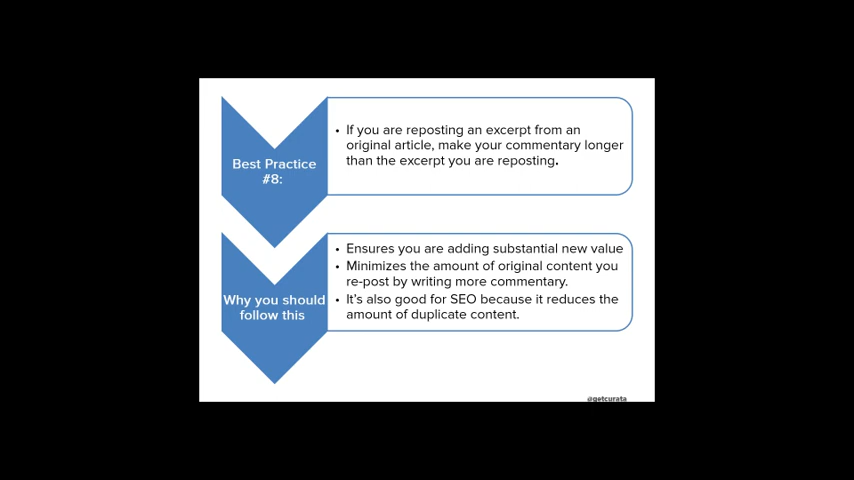 Best Practice
#8:
• If you are reposting an excerpt from an
original article, make your commentary longer
than the excerpt you are reposting.
Why you should
follow this
• Ensures you are adding substantial new value
• Minimizes the amount of original content you
re-post by writing more commentary.
• It's also good for SEO because it reduces the
amount of duplicate content.
@getcurata